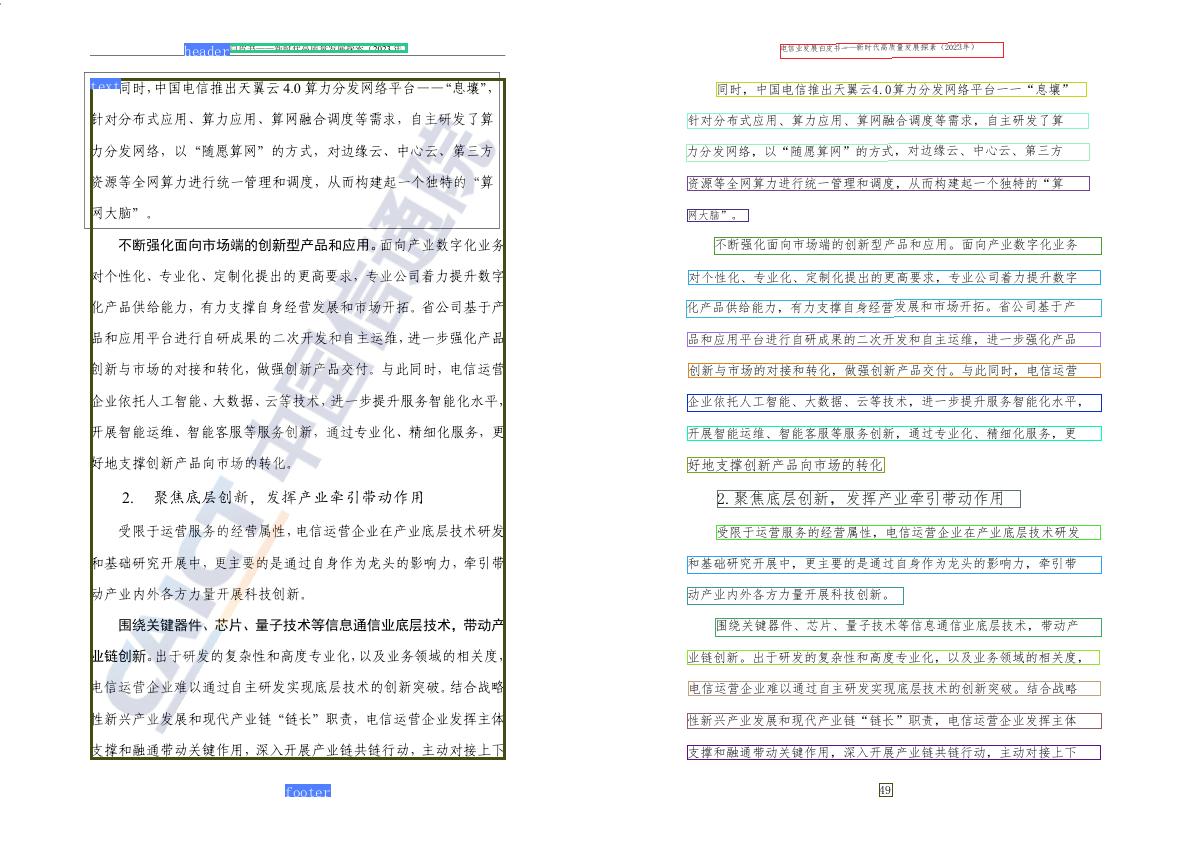 header
text同时，中国电信推出天翼云 4.0 算力分发网络平台——“息壤”，
针对分布式应用、算力应用、算网融合调度等需求，自主研发了算
力分发网络，以“随愿算网”的方式，对边缘云、中心云、第三方
资源等全网算力进行统一管理和调度，从而构建起一个独特的“算
网大脑”。
不断强化面向市场端的创新型产品和应用。面向产业数字化业务
对个性化、专业化、定制化提出的更高要求，专业公司着力提升数字
化产品供给能力，有力支撑自身经营发展和市场开拓。省公司基于产
品和应用平台进行自研成果的二次开发和自主运维，进一步强化产品
创新与市场的对接和转化，做强创新产品交付。与此同时，电信运营
企业依托人工智能、大数据、云等技术，进一步提升服务智能化水平，
开展智能运维、智能客服等服务创新，通过专业化、精细化服务，更
好地支撑创新产品向市场的转化。
2. 聚焦底层创新，发挥产业牵引带动作用
受限于运营服务的经营属性，电信运营企业在产业底层技术研发
和基础研究开展中，更主要的是通过自身作为龙头的影响力，牵引带
动产业内外各方力量开展科技创新。
围绕关键器件、芯片、量子技术等信息通信业底层技术，带动产
业链创新。出于研发的复杂性和高度专业化，以及业务领域的相关度，
电信运营企业难以通过自主研发实现底层技术的创新突破。结合战略
性新兴产业发展和现代产业链“链长”职责，电信运营企业发挥主体
支撑和融通带动关键作用，深入开展产业链共链行动，主动对接上下
footer
CAICT 中国信通院
电信业发展白皮书——新时代高质量发展探索（2023年）
同时，中国电信推出天翼云4.0算力分发网络平台一一“息壤”
针对分布式应用、算力应用、算网融合调度等需求，自主研发了算
力分发网络，以“随愿算网”的方式，对边缘云、中心云、第三方
资源等全网算力进行统一管理和调度，从而构建起一个独特的“算
网大脑”。
不断强化面向市场端的创新型产品和应用。面向产业数字化业务
对个性化、专业化、定制化提出的更高要求，专业公司着力提升数字
化产品供给能力，有力支撑自身经营发展和市场开拓。省公司基于产
品和应用平台进行自研成果的二次开发和自主运维，进一步强化产品
创新与市场的对接和转化，做强创新产品交付。与此同时，电信运营
企业依托人工智能、大数据、云等技术，进一步提升服务智能化水平，
开展智能运维、智能客服等服务创新，通过专业化、精细化服务，更
好地支撑创新产品向市场的转化
2. 聚焦底层创新，发挥产业牵引带动作用
受限于运营服务的经营属性，电信运营企业在产业底层技术研发
和基础研究开展中，更主要的是通过自身作为龙头的影响力，牵引带
动产业内外各方力量开展科技创新。
围绕关键器件、芯片、量子技术等信息通信业底层技术，带动产
业链创新。出于研发的复杂性和高度专业化，以及业务领域的相关度，
电信运营企业难以通过自主研发实现底层技术的创新突破。结合战略
性新兴产业发展和现代产业链“链长”职责，电信运营企业发挥主体
支撑和融通带动关键作用，深入开展产业链共链行动，主动对接上下
49